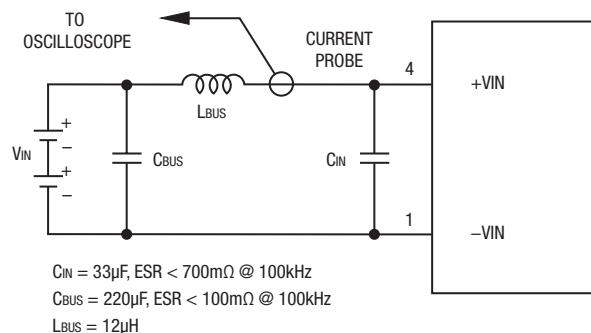 TO
OSCILLOSCOPE
CURRENT
PROBE
4
+VIN
LBUS
+
VIN
–
+
–
CBUS
CIN
1
–VIN
CIN = 33µF, ESR < 700mΩ @ 100kHz
CBUS = 220µF, ESR < 100mΩ @ 100kHz
LBUS = 12µH